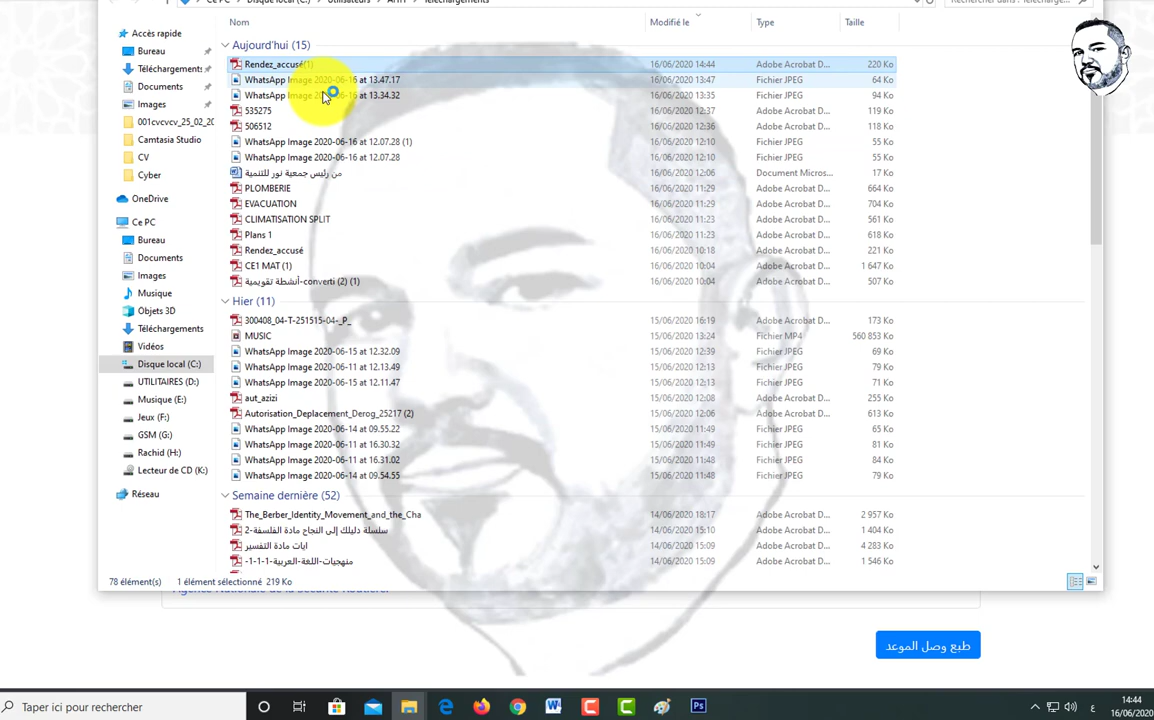 Ce PC › Disque local (C:) › Utilisateurs › › Téléchargements
Nom Modifié le Type Taille
Accès rapide
Bureau
Téléchargements
Documents
Images
001cvcvcv_25_02_20
Camtasia Studio
CV
Cyber
OneDrive
Ce PC
Bureau
Documents
Images
Musique
Objets 3D
Téléchargements
Vidéos
Disque local (C:)
UTILITAIRES (D:)
Musique (E:)
Jeux (F:)
GSM (G:)
Rachid (H:)
Lecteur de CD (K:)
Réseau
Aujourd'hui (15)
Rendez_accusé(1) 16/06/2020 14:44 Adobe Acrobat D... 220 Ko
WhatsApp Image 2020-06-16 at 13.47.17 16/06/2020 13:47 Fichier JPEG 64 Ko
WhatsApp Image 2020-06-16 at 13.34.32 16/06/2020 13:35 Fichier JPEG 94 Ko
535275 16/06/2020 12:37 Adobe Acrobat D... 119 Ko
506512 16/06/2020 12:36 Adobe Acrobat D... 118 Ko
WhatsApp Image 2020-06-16 at 12.07.28 (1) 16/06/2020 12:10 Fichier JPEG 55 Ko
WhatsApp Image 2020-06-16 at 12.07.28 16/06/2020 12:10 Fichier JPEG 55 Ko
من رئيس جمعية نور للتنمية 16/06/2020 12:06 Document Micros... 17 Ko
PLOMBERIE 16/06/2020 11:29 Adobe Acrobat D... 664 Ko
EVACUATION 16/06/2020 11:29 Adobe Acrobat D... 704 Ko
CLIMATISATION SPLIT 16/06/2020 11:23 Adobe Acrobat D... 561 Ko
Plans 1 16/06/2020 11:23 Adobe Acrobat D... 618 Ko
Rendez_accusé 16/06/2020 10:18 Adobe Acrobat D... 221 Ko
CE1 MAT (1) 16/06/2020 10:04 Adobe Acrobat D... 1 647 Ko
أنشطة تقويمية-converti (2) (1) 16/06/2020 10:04 Adobe Acrobat D... 507 Ko
Hier (11)
300408_04-T-251515-04-_P_ 15/06/2020 16:19 Adobe Acrobat D... 173 Ko
MUSIC 15/06/2020 13:24 Fichier MP4 560 853 Ko
WhatsApp Image 2020-06-15 at 12.32.09 15/06/2020 12:39 Fichier JPEG 69 Ko
WhatsApp Image 2020-06-11 at 12.13.49 15/06/2020 12:13 Fichier JPEG 67 Ko
WhatsApp Image 2020-06-15 at 12.11.47 15/06/2020 12:13 Fichier JPEG 71 Ko
aut_azizi 15/06/2020 12:08 Adobe Acrobat D... 255 Ko
Autorisation_Deplacement_Derog_25217 (2) 15/06/2020 12:06 Adobe Acrobat D... 613 Ko
WhatsApp Image 2020-06-14 at 09.55.22 15/06/2020 11:49 Fichier JPEG 65 Ko
WhatsApp Image 2020-06-11 at 16.30.32 15/06/2020 11:49 Fichier JPEG 81 Ko
WhatsApp Image 2020-06-11 at 16.31.02 15/06/2020 11:48 Fichier JPEG 84 Ko
WhatsApp Image 2020-06-14 at 09.54.55 15/06/2020 11:48 Fichier JPEG 79 Ko
Semaine dernière (52)
The_Berber_Identity_Movement_and_the_Cha 14/06/2020 18:17 Adobe Acrobat D... 2 957 Ko
سلسلة دليلك إلى النجاح مادة الفلسفة-2 14/06/2020 15:10 Adobe Acrobat D... 1 404 Ko
ايات مادة التفسير 14/06/2020 15:09 Adobe Acrobat D... 4 283 Ko
منهجيات-اللغة-العربية-1-1-1- 14/06/2020 15:09 Adobe Acrobat D... 1 546 Ko
78 élément(s) 1 élément sélectionné 219 Ko
Agence Nationale de la Sécurité Routière.
طبع وصل الموعد
Taper ici pour rechercher
ع
14:44
16/06/2020